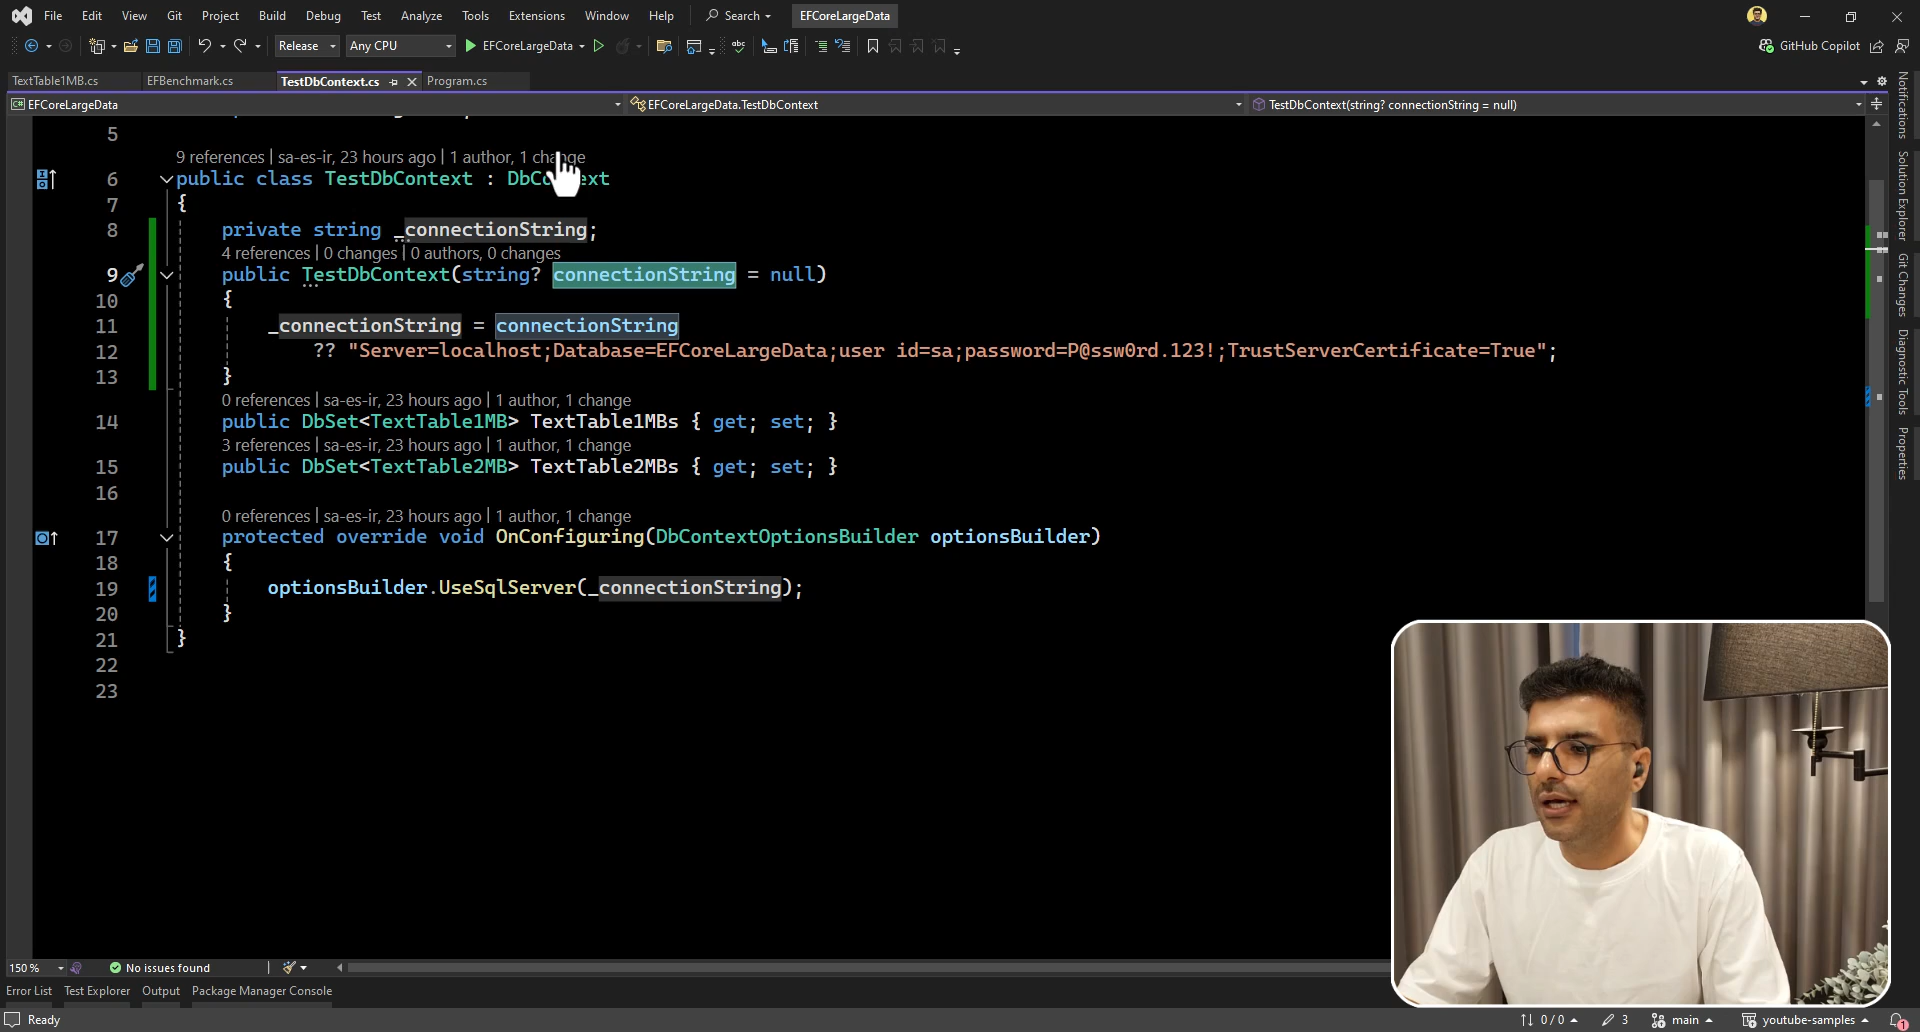 File Edit View Git Project Build Debug Test Analyze Tools Extensions Window Help Search EFCoreLargeData
Release Any CPU EFCoreLargeData GitHub Copilot
TextTable1MB.cs EFBenchmark.cs TestDbContext.cs Program.cs
C# EFCoreLargeData EFCoreLargeData.TestDbContext TestDbContext(string? connectionString = null)
5
9 references | sa-es-ir, 23 hours ago | 1 author, 1 change
6 public class TestDbContext : DbContext
7 {
8 private string _connectionString;
4 references | 0 changes | 0 authors, 0 changes
9 public TestDbContext(string? connectionString = null)
10 {
11 _connectionString = connectionString
12 ?? "Server=localhost;Database=EFCoreLargeData;user id=sa;password=P@ssw0rd.123!;TrustServerCertificate=True";
13 }
0 references | sa-es-ir, 23 hours ago | 1 author, 1 change
14 public DbSet<TextTable1MB> TextTable1MBs { get; set; }
3 references | sa-es-ir, 23 hours ago | 1 author, 1 change
15 public DbSet<TextTable2MB> TextTable2MBs { get; set; }
16
0 references | sa-es-ir, 23 hours ago | 1 author, 1 change
17 protected override void OnConfiguring(DbContextOptionsBuilder optionsBuilder)
18 {
19 optionsBuilder.UseSqlServer(_connectionString);
20 }
21 }
22
23
Notifications
Solution Explorer
Git Changes
Diagnostic Tools
Properties
150 % No issues found
Error List Test Explorer Output Package Manager Console
Ready 0 / 0 3 main youtube-samples 1